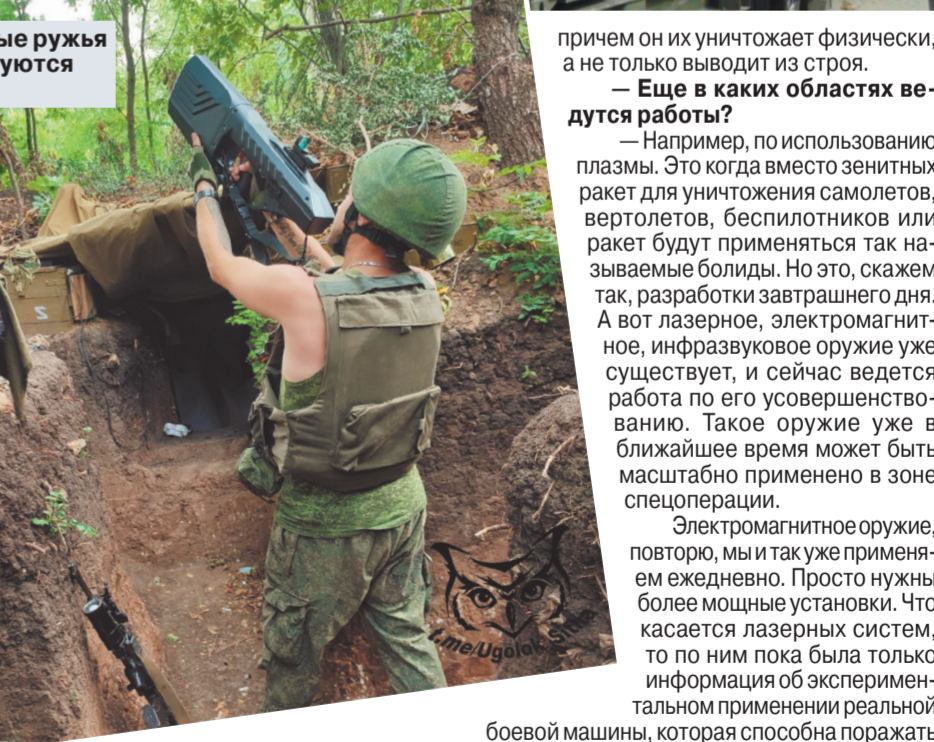 ые ружья
уются
причем он их уничтожает физически,
а не только выводит из строя.
— Еще в каких областях ве-
дутся работы?
— Например, по использованию
плазмы. Это когда вместо зенитных
ракет для уничтожения самолетов,
вертолетов, беспилотников или
ракет будут применяться так на-
зываемые болиды. Но это, скажем
так, разработки завтрашнего дня.
А вот лазерное, электромагнит-
ное, инфразвуковое оружие уже
существует, и сейчас ведется
работа по его усовершенство-
ванию. Такое оружие уже в
ближайшее время может быть
масштабно применено в зоне
спецоперации.
Электромагнитное оружие,
повторю, мы и так уже применя-
ем ежедневно. Просто нужны
более мощные установки. Что
касается лазерных систем,
то по ним пока была только
информация об эксперимен-
тальном применении реальной
боевой машины, которая способна поражать
Z